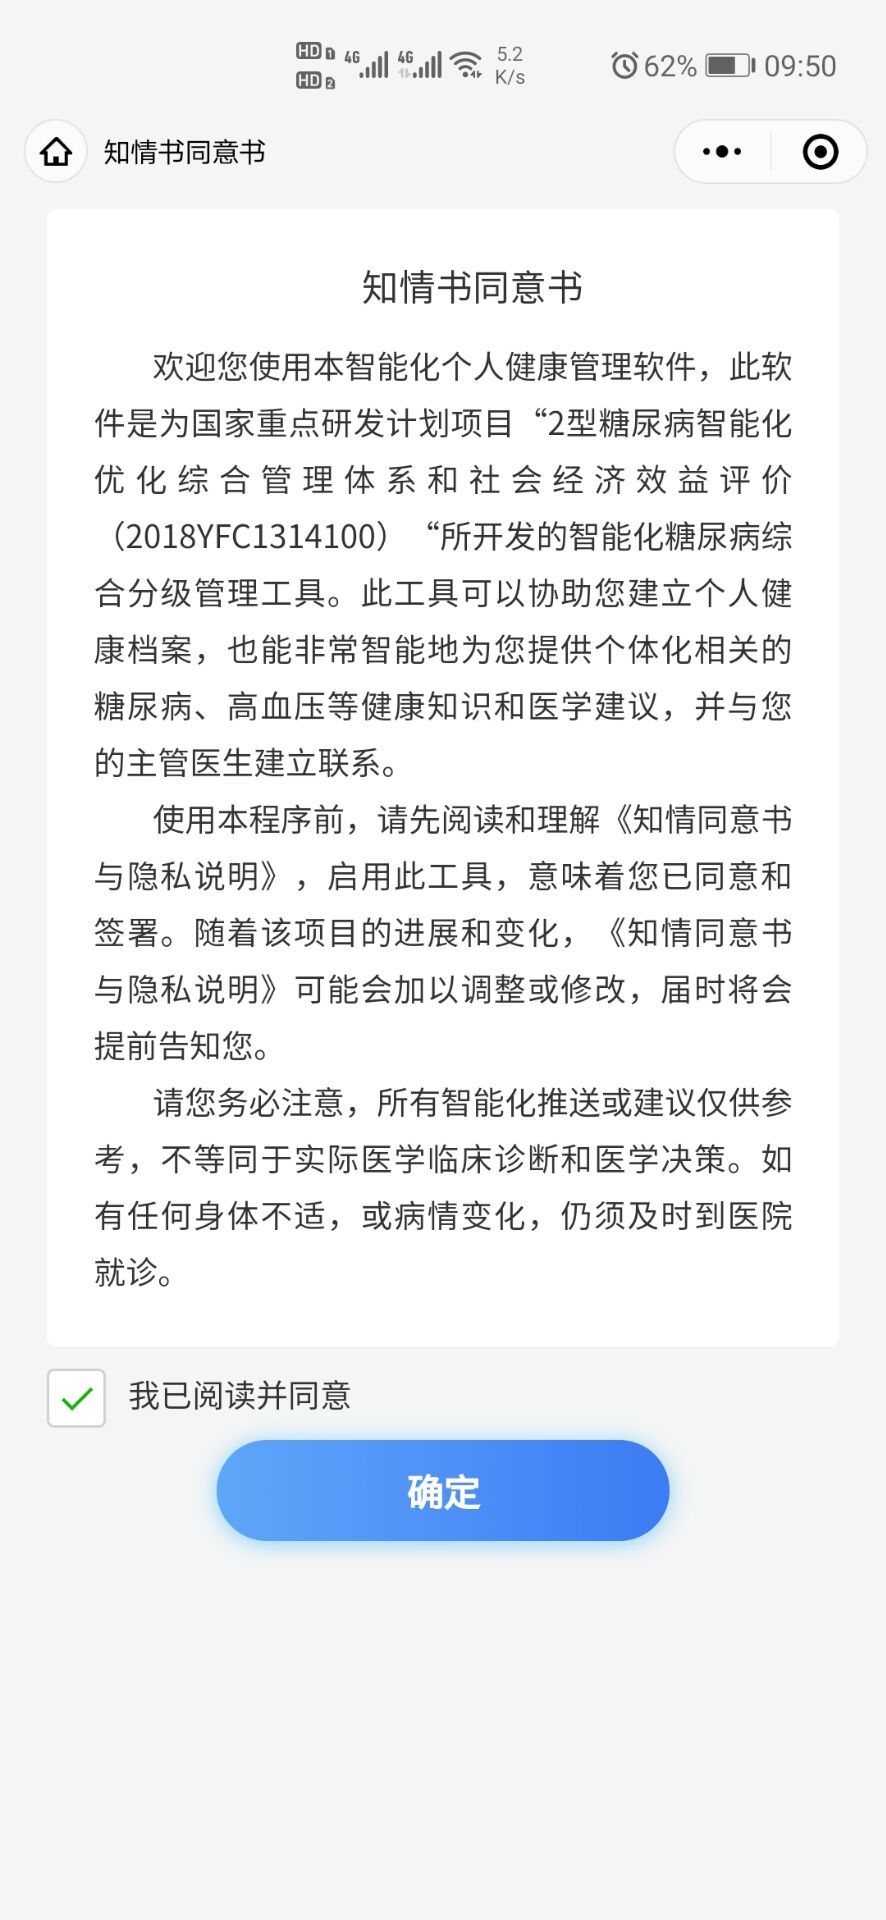 HD 1 4G 4G 5.2 62% 09:50
HD 2 K/s
知情书同意书
知情书同意书
欢迎您使用本智能化个人健康管理软件，此软
件是为国家重点研发计划项目“2型糖尿病智能化
优化综合管理体系和社会经济效益评价
（2018YFC1314100）“所开发的智能化糖尿病综
合分级管理工具。此工具可以协助您建立个人健
康档案，也能非常智能地为您提供个体化相关的
糖尿病、高血压等健康知识和医学建议，并与您
的主管医生建立联系。
使用本程序前，请先阅读和理解《知情同意书
与隐私说明》，启用此工具，意味着您已同意和
签署。随着该项目的进展和变化，《知情同意书
与隐私说明》可能会加以调整或修改，届时将会
提前告知您。
请您务必注意，所有智能化推送或建议仅供参
考，不等同于实际医学临床诊断和医学决策。如
有任何身体不适，或病情变化，仍须及时到医院
就诊。
我已阅读并同意
确定